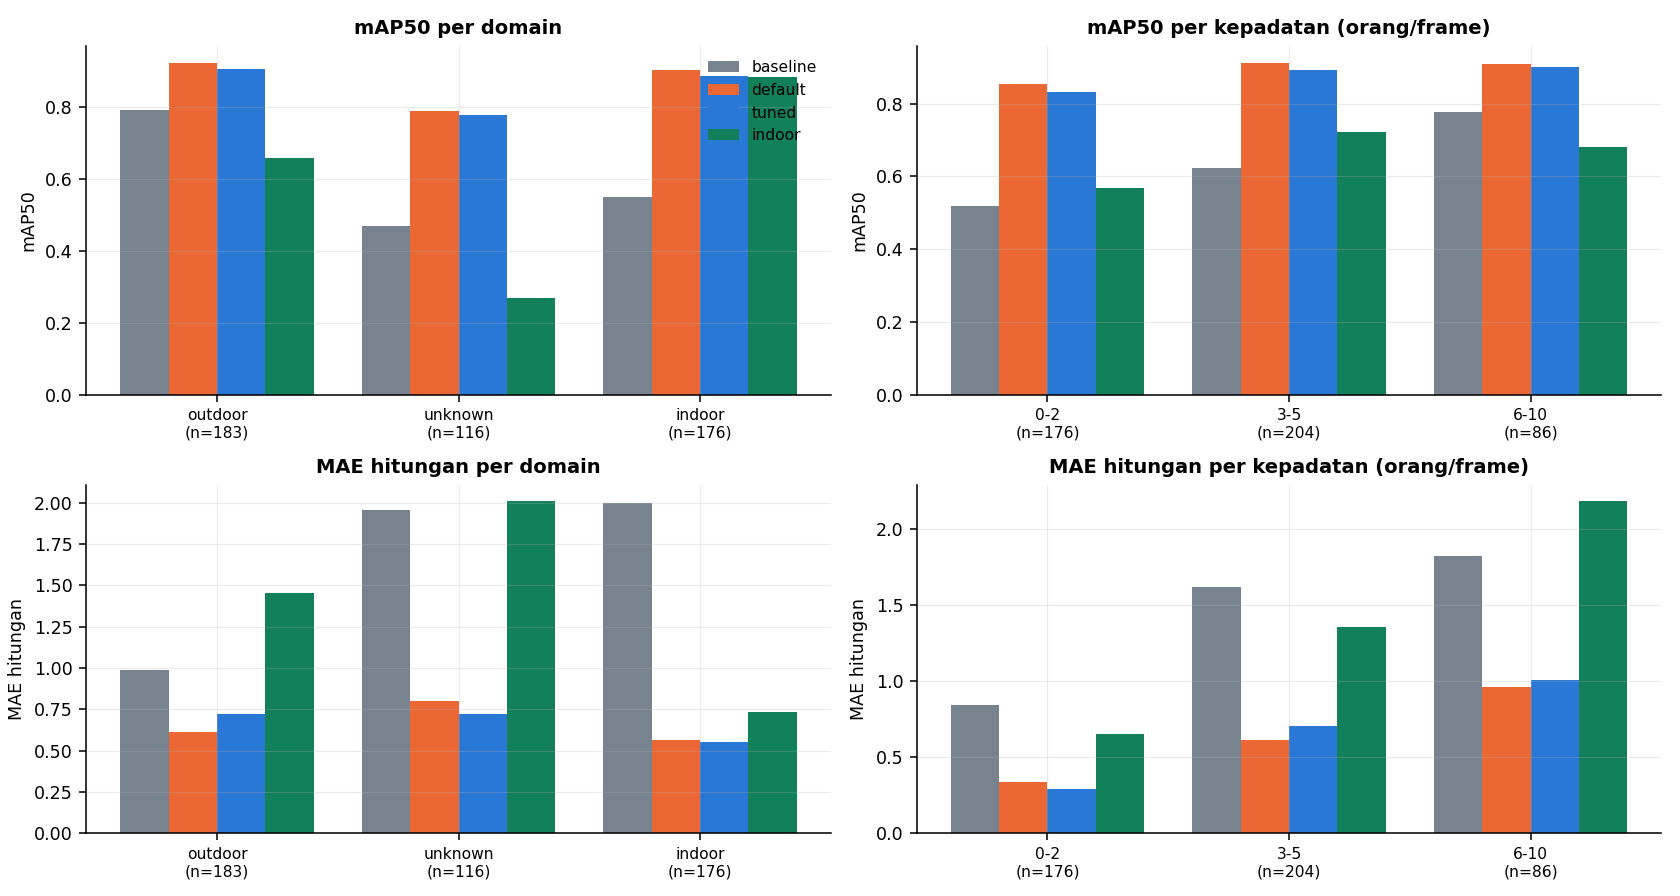 mAP50 per domain
mAP50
0.8
0.6
0.4
0.2
0.0
baseline
default
tuned
indoor
outdoor
(n=183)
unknown
(n=116)
indoor
(n=176)
mAP50 per kepadatan (orang/frame)
mAP50
0.8
0.6
0.4
0.2
0.0
0-2
(n=176)
3-5
(n=204)
6-10
(n=86)
MAE hitungan per domain
MAE hitungan
2.00
1.75
1.50
1.25
1.00
0.75
0.50
0.25
0.00
outdoor
(n=183)
unknown
(n=116)
indoor
(n=176)
MAE hitungan per kepadatan (orang/frame)
MAE hitungan
2.0
1.5
1.0
0.5
0.0
0-2
(n=176)
3-5
(n=204)
6-10
(n=86)